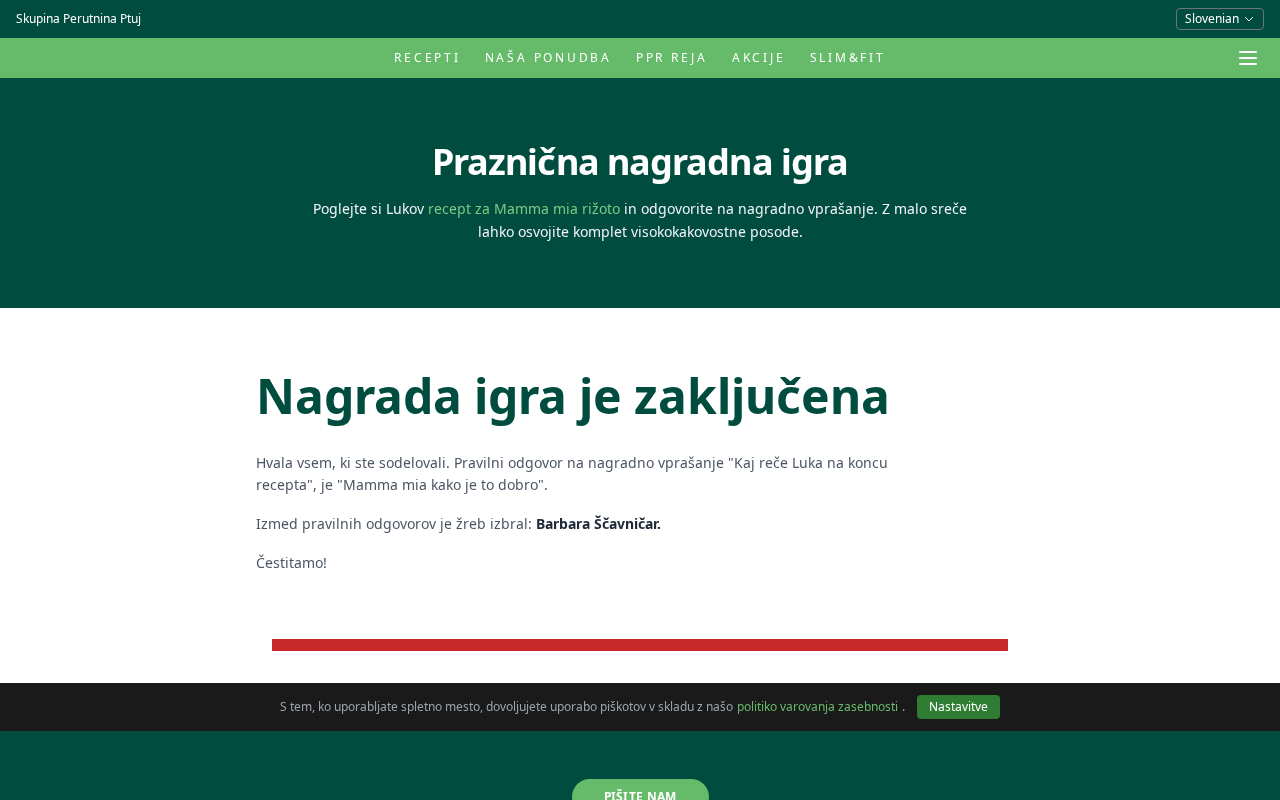 Skupina Perutnina Ptuj
Slovenian
RECEPTI NAŠA PONUDBA PPR REJA AKCIJE SLIM&FIT
Praznična nagradna igra
Poglejte si Lukov recept za Mamma mia rižoto in odgovorite na nagradno vprašanje. Z malo sreče
lahko osvojite komplet visokokakovostne posode.
Nagrada igra je zaključena
Hvala vsem, ki ste sodelovali. Pravilni odgovor na nagradno vprašanje "Kaj reče Luka na koncu
recepta", je "Mamma mia kako je to dobro".
Izmed pravilnih odgovorov je žreb izbral: Barbara Ščavničar.
Čestitamo!
S tem, ko uporabljate spletno mesto, dovoljujete uporabo piškotov v skladu z našo politiko varovanja zasebnosti . Nastavitve
PIŠITE NAM